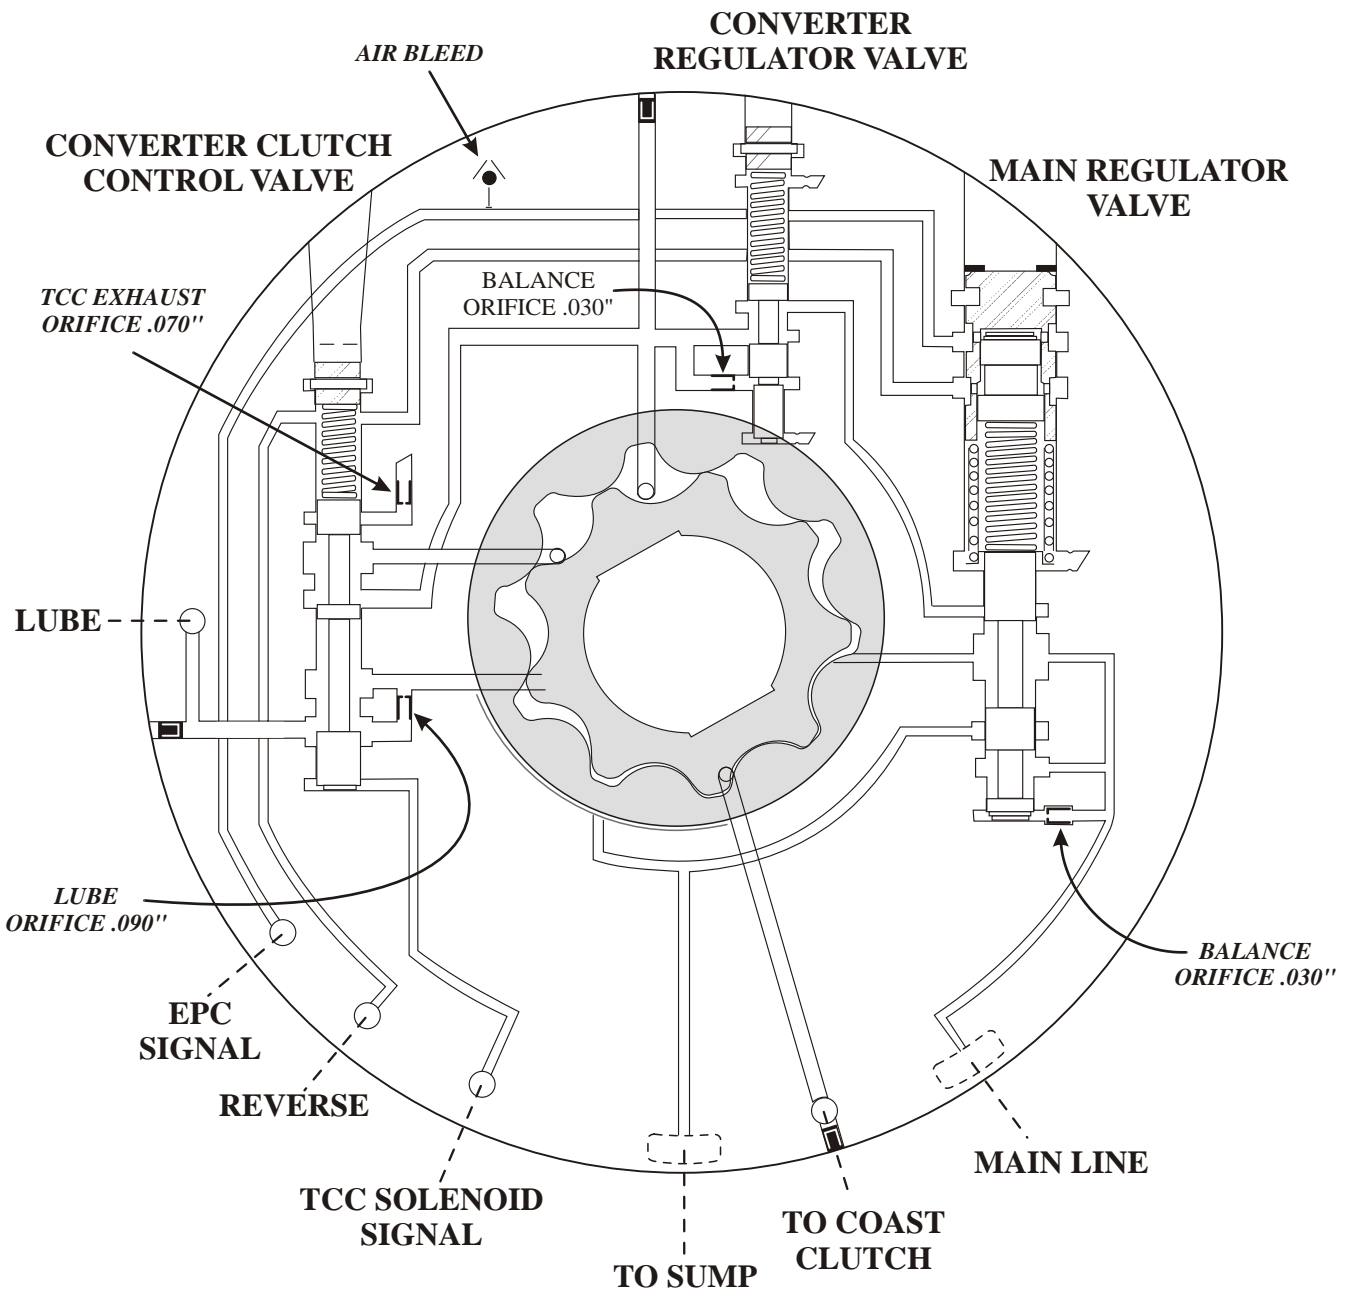 CONVERTER
REGULATOR VALVE
AIR BLEED
CONVERTER CLUTCH
CONTROL VALVE
MAIN REGULATOR
VALVE
TCC EXHAUST
ORIFICE .070"
BALANCE
ORIFICE .030"
LUBE
LUBE
ORIFICE .090"
BALANCE
ORIFICE .030"
EPC
SIGNAL
REVERSE
MAIN LINE
TCC SOLENOID
SIGNAL
TO COAST
CLUTCH
TO SUMP